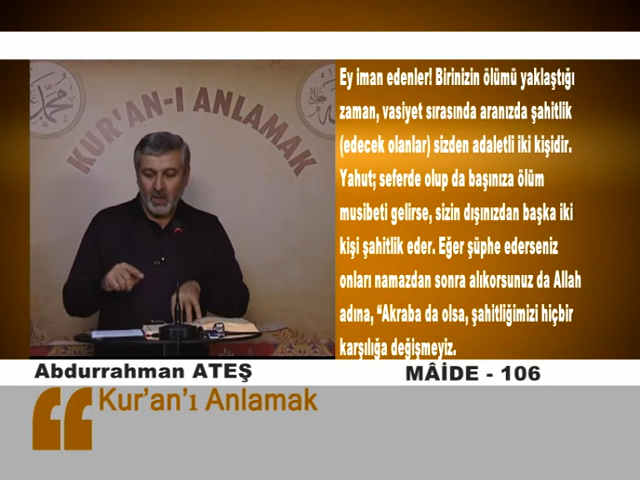 KUR'AN-I ANLAMAK
Ey iman edenler! Birinizin ölümü yaklaştığı
zaman, vasiyet sırasında aranızda şahitlik
(edecek olanlar) sizden adaletli iki kişidir.
Yahut; seferde olup da başınıza ölüm
musibeti gelirse, sizin dışınızdan başka iki
kişi şahitlik eder. Eğer şüphe ederseniz
onları namazdan sonra alıkorsunuz da Allah
adına, “Akraba da olsa, şahitliğimizi hiçbir
karşılığa değişmeyiz.
Abdurrahman ATEŞ
MÂİDE - 106
“ Kur’an’ı Anlamak